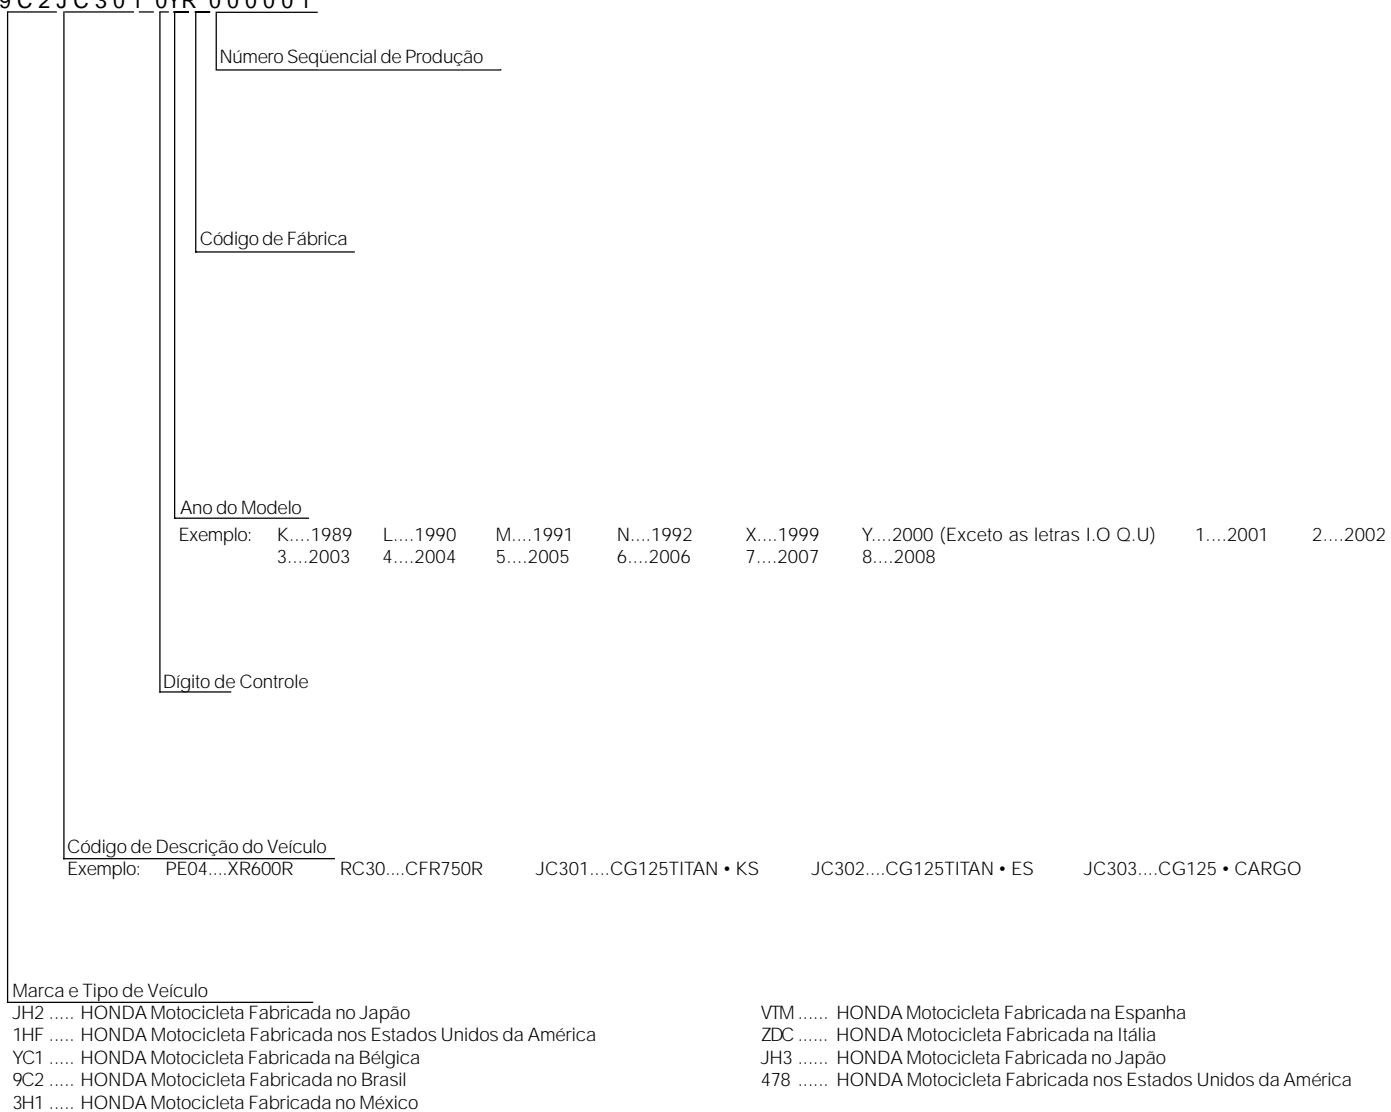 9C2JC3010YR000001
Número Seqüencial de Produção
Código de Fábrica
Ano do Modelo
Exemplo: K....1989 L....1990 M....1991 N....1992 X....1999 Y....2000 (Exceto as letras I.O Q.U) 1....2001 2....2002
3....2003 4....2004 5....2005 6....2006 7....2007 8....2008
Dígito de Controle
Código de Descrição do Veículo
Exemplo: PE04....XR600R RC30....CFR750R JC301....CG125TITAN • KS JC302....CG125TITAN • ES JC303....CG125 • CARGO
Marca e Tipo de Veículo
JH2 ..... HONDA Motocicleta Fabricada no Japão
1HF ..... HONDA Motocicleta Fabricada nos Estados Unidos da América
YC1 ..... HONDA Motocicleta Fabricada na Bélgica
9C2 ..... HONDA Motocicleta Fabricada no Brasil
3H1 ..... HONDA Motocicleta Fabricada no México
VTM ...... HONDA Motocicleta Fabricada na Espanha
ZDC ...... HONDA Motocicleta Fabricada na Itália
JH3 ...... HONDA Motocicleta Fabricada no Japão
478 ...... HONDA Motocicleta Fabricada nos Estados Unidos da América